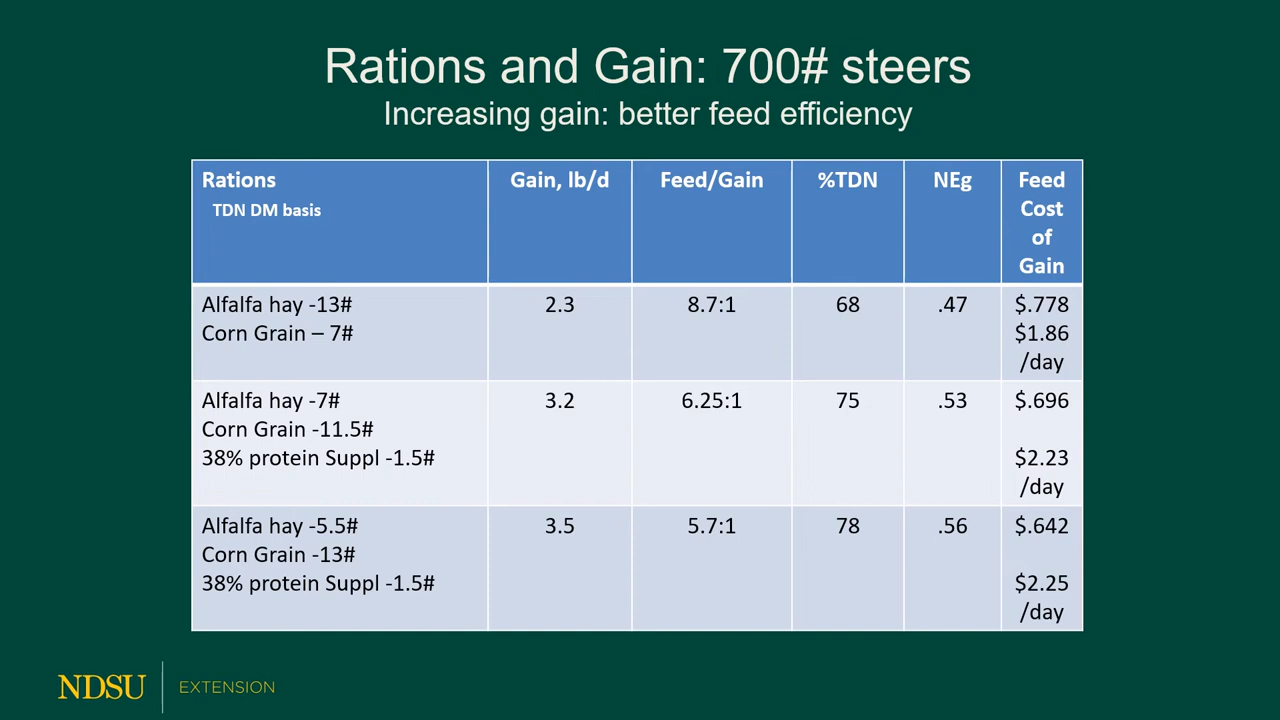 Rations and Gain: 700# steers
Increasing gain: better feed efficiency
Rations
TDN DM basis
Gain, lb/d
Feed/Gain
%TDN
NEg
Feed
Cost
of
Gain
Alfalfa hay -13#
Corn Grain – 7#
2.3
8.7:1
68
.47
$.778
$1.86
/day
Alfalfa hay -7#
Corn Grain -11.5#
38% protein Suppl -1.5#
3.2
6.25:1
75
.53
$.696
$2.23
/day
Alfalfa hay -5.5#
Corn Grain -13#
38% protein Suppl -1.5#
3.5
5.7:1
78
.56
$.642
$2.25
/day
NDSU
EXTENSION